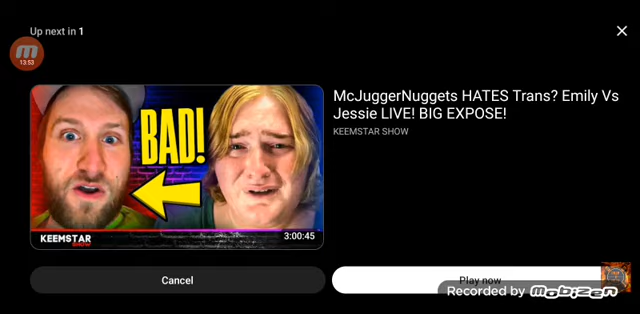 Up next in 1
13:53
McJuggerNuggets HATES Trans? Emily Vs
Jessie LIVE! BIG EXPOSE!
KEEMSTAR SHOW
BAD!
KEEMSTAR
SHOW
3:00:45
Cancel
Play now
Recorded by mobizen